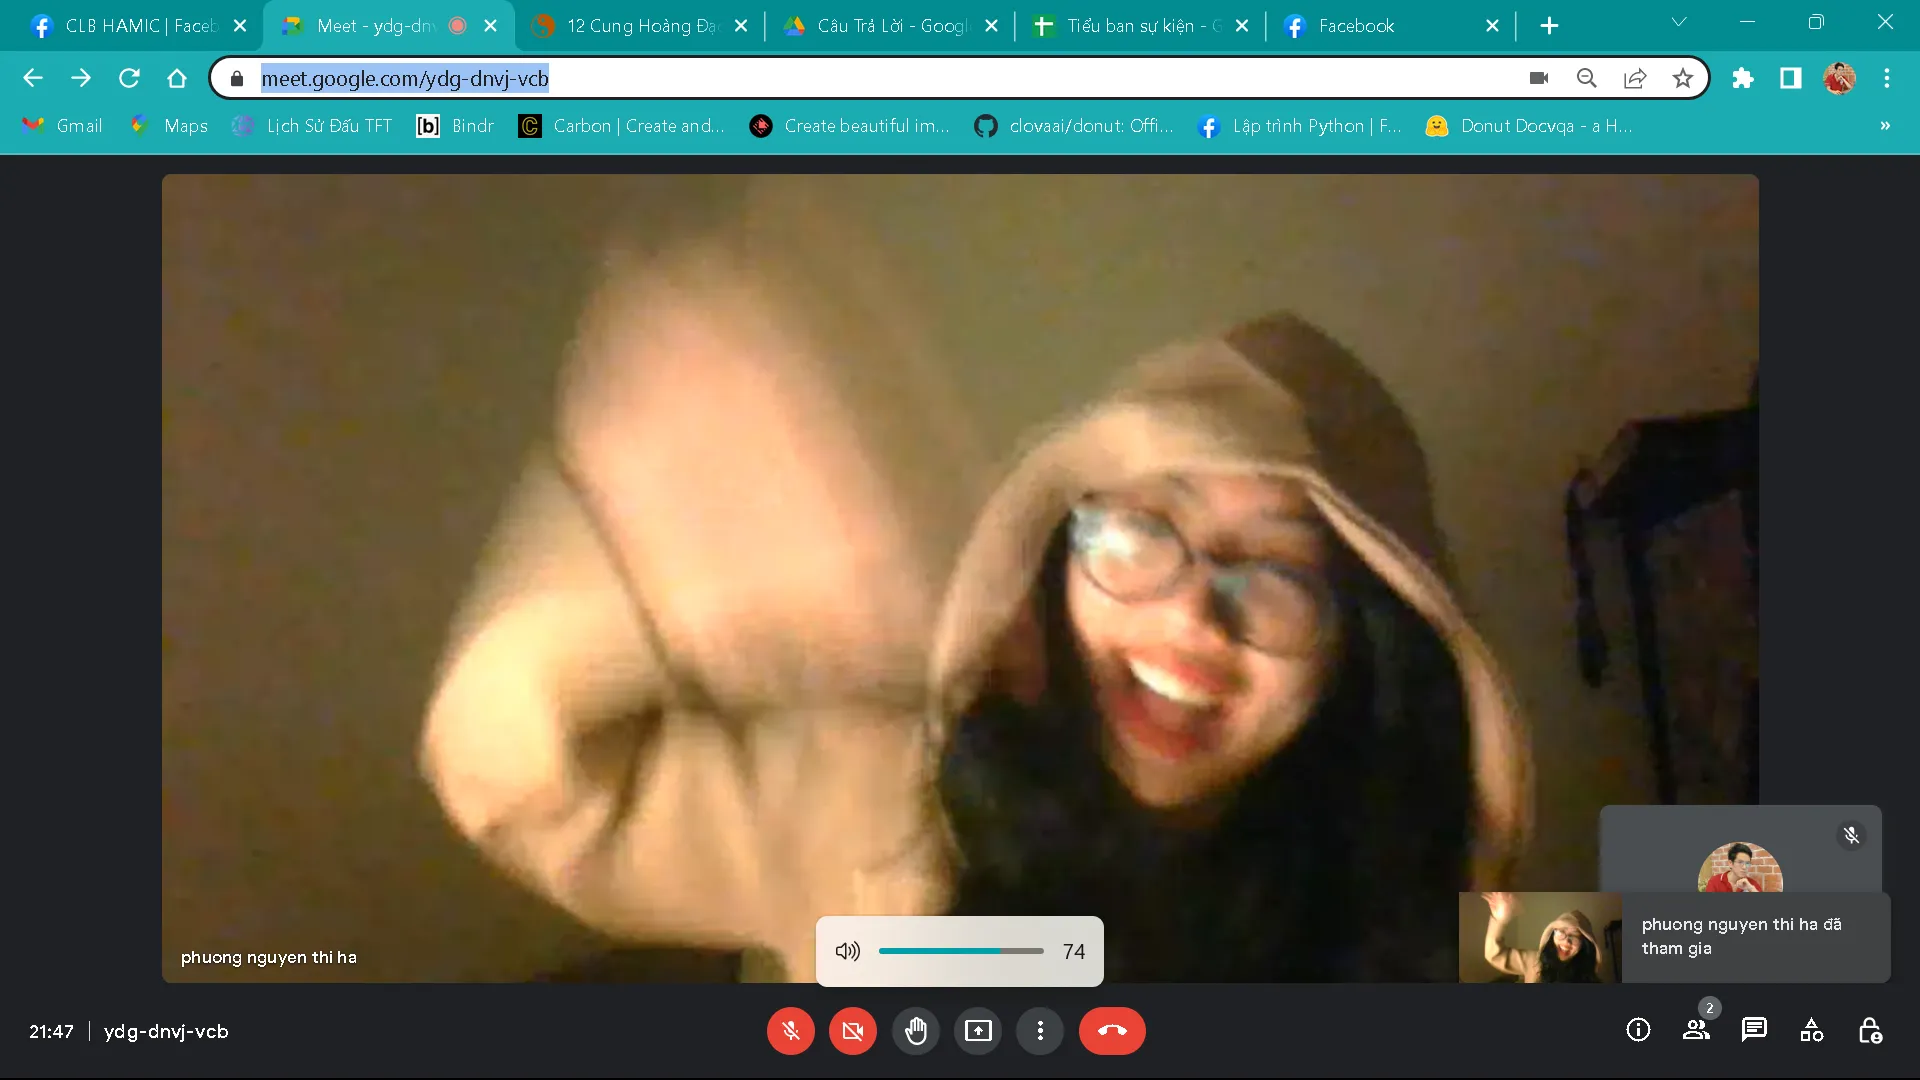 CLB HAMIC | Faceb
Meet - ydg-dnv
12 Cung Hoàng Đạo
Câu Trả Lời - Googl
Tiểu ban sự kiện - G
Facebook
meet.google.com/ydg-dnvj-vcb
Gmail
Maps
Lịch Sử Đấu TFT
[b] Bindr
Carbon | Create and...
Create beautiful im...
clovaai/donut: Offi...
Lập trình Python | F...
Donut Docvqa - a H...
»
phuong nguyen thi ha
74
phuong nguyen thi ha đã
tham gia
21:47 | ydg-dnvj-vcb
2